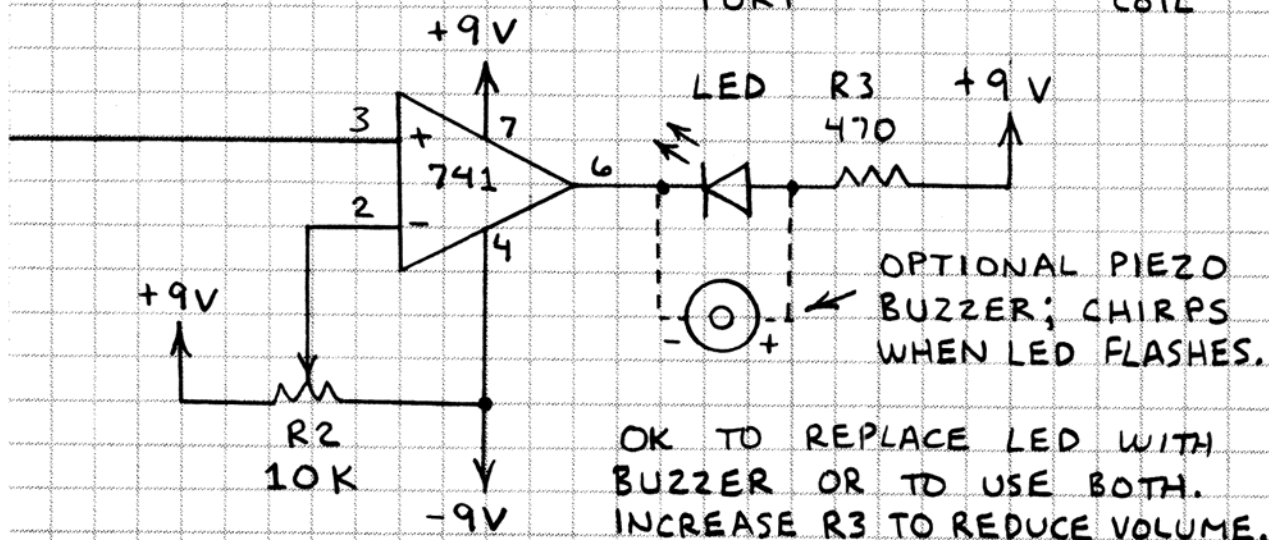 COIL
+9V
LED R3 +9V
470
3
+
7
741
6
2
-
4
+9V
OPTIONAL PIEZO
BUZZER; CHIRPS
WHEN LED FLASHES.
- +
R2
10K
-9V
OK TO REPLACE LED WITH
BUZZER OR TO USE BOTH.
INCREASE R3 TO REDUCE VOLUME.